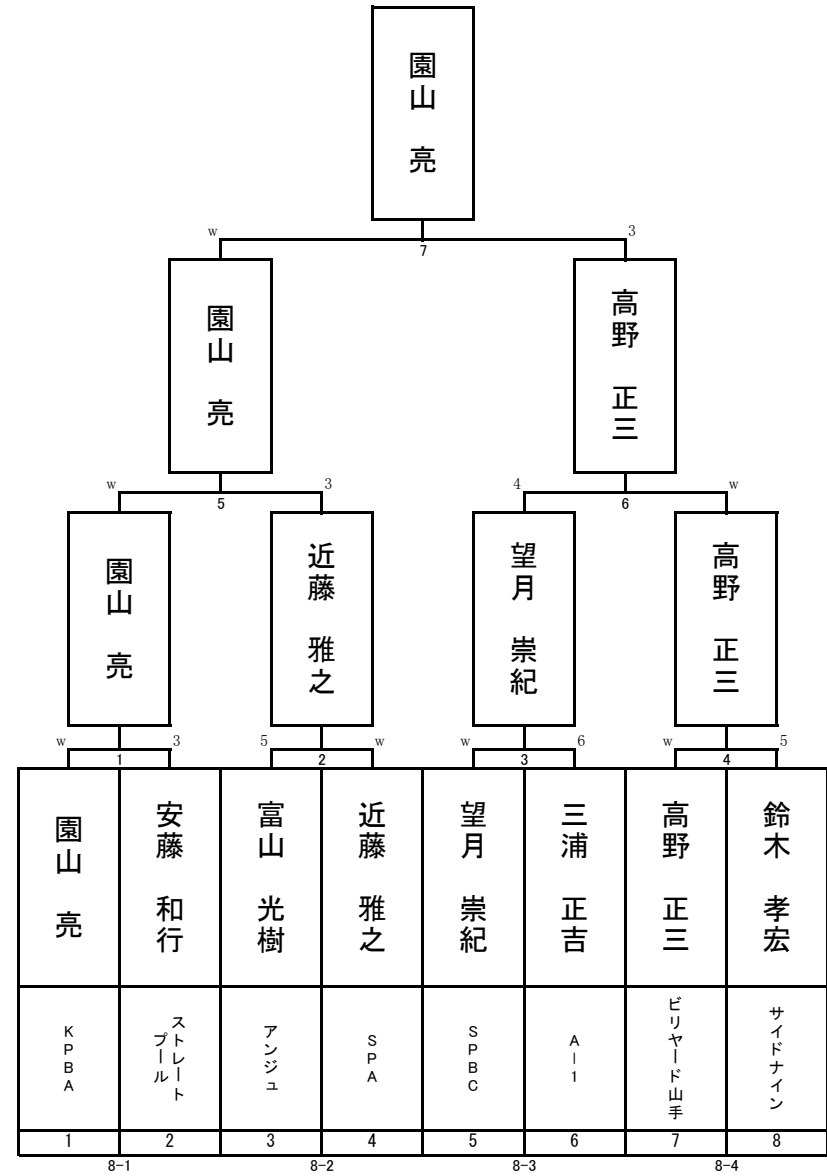 園山 亮
w 3
7
園山 亮
高野 正三
w 3 4 w
5 6
園山 亮
近藤 雅之
望月 崇紀
高野 正三
w 3 5 w w 6 w 5
1 2 3 4
園山 亮
安藤 和行
富山 光樹
近藤 雅之
望月 崇紀
三浦 正吉
高野 正三
鈴木 孝宏
KPBA
ストレート
プール
アンジュ
SPA
SPBC
A-1
ビリヤード山手
サイドナイン
1 2 3 4 5 6 7 8
8-1 8-2 8-3 8-4